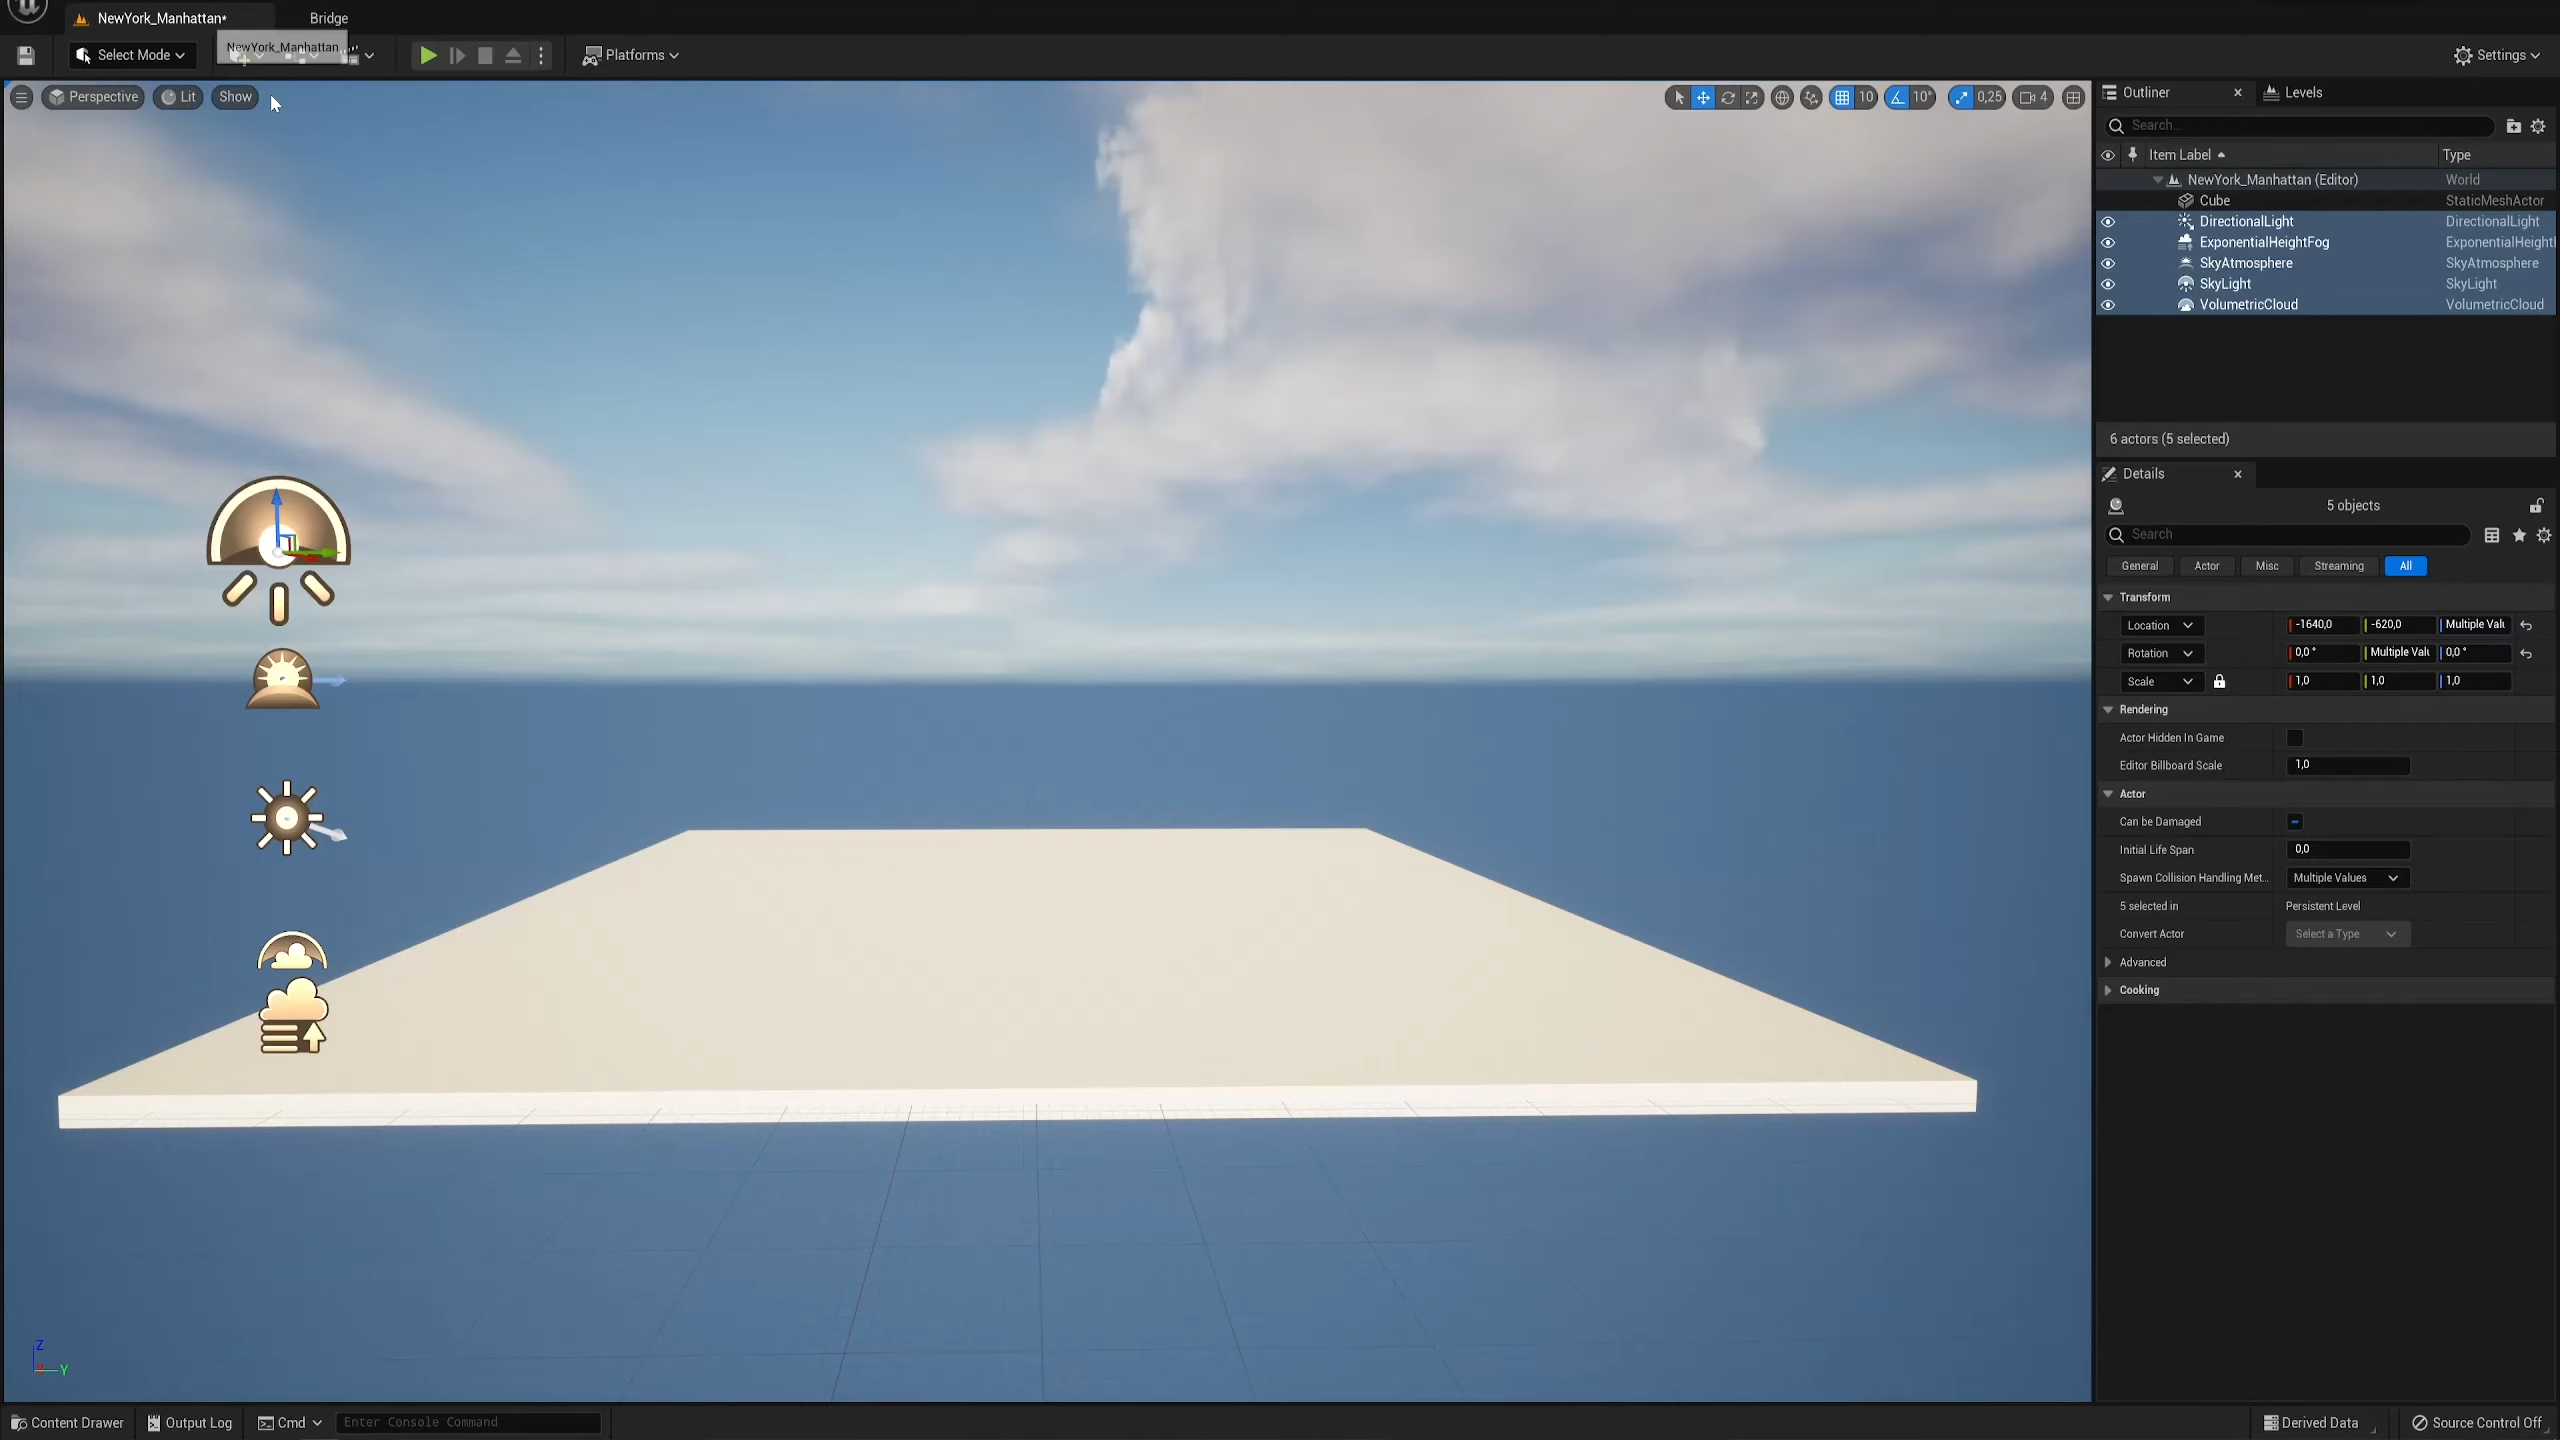 NewYork_Manhattan*
Bridge
Select Mode
NewYork_Manhattan
Platforms
Settings
Perspective
Lit
Show
10
10°
0,25
4
Outliner
Levels
Search...
Item Label
Type
NewYork_Manhattan (Editor)
World
Cube
StaticMeshActor
DirectionalLight
DirectionalLight
ExponentialHeightFog
ExponentialHeight
SkyAtmosphere
SkyAtmosphere
SkyLight
SkyLight
VolumetricCloud
VolumetricCloud
6 actors (5 selected)
Details
5 objects
Search
General
Actor
Misc
Streaming
All
Transform
Location
-1640,0
-620,0
Multiple Valu
Rotation
0,0 °
Multiple Valu
0,0 °
Scale
1,0
1,0
1,0
Rendering
Actor Hidden In Game
Editor Billboard Scale
1,0
Actor
Can be Damaged
Initial Life Span
0,0
Spawn Collision Handling Met...
Multiple Values
5 selected in
Persistent Level
Convert Actor
Select a Type
Advanced
Cooking
Z
Y
Content Drawer
Output Log
Cmd
Enter Console Command
Derived Data
Source Control Off